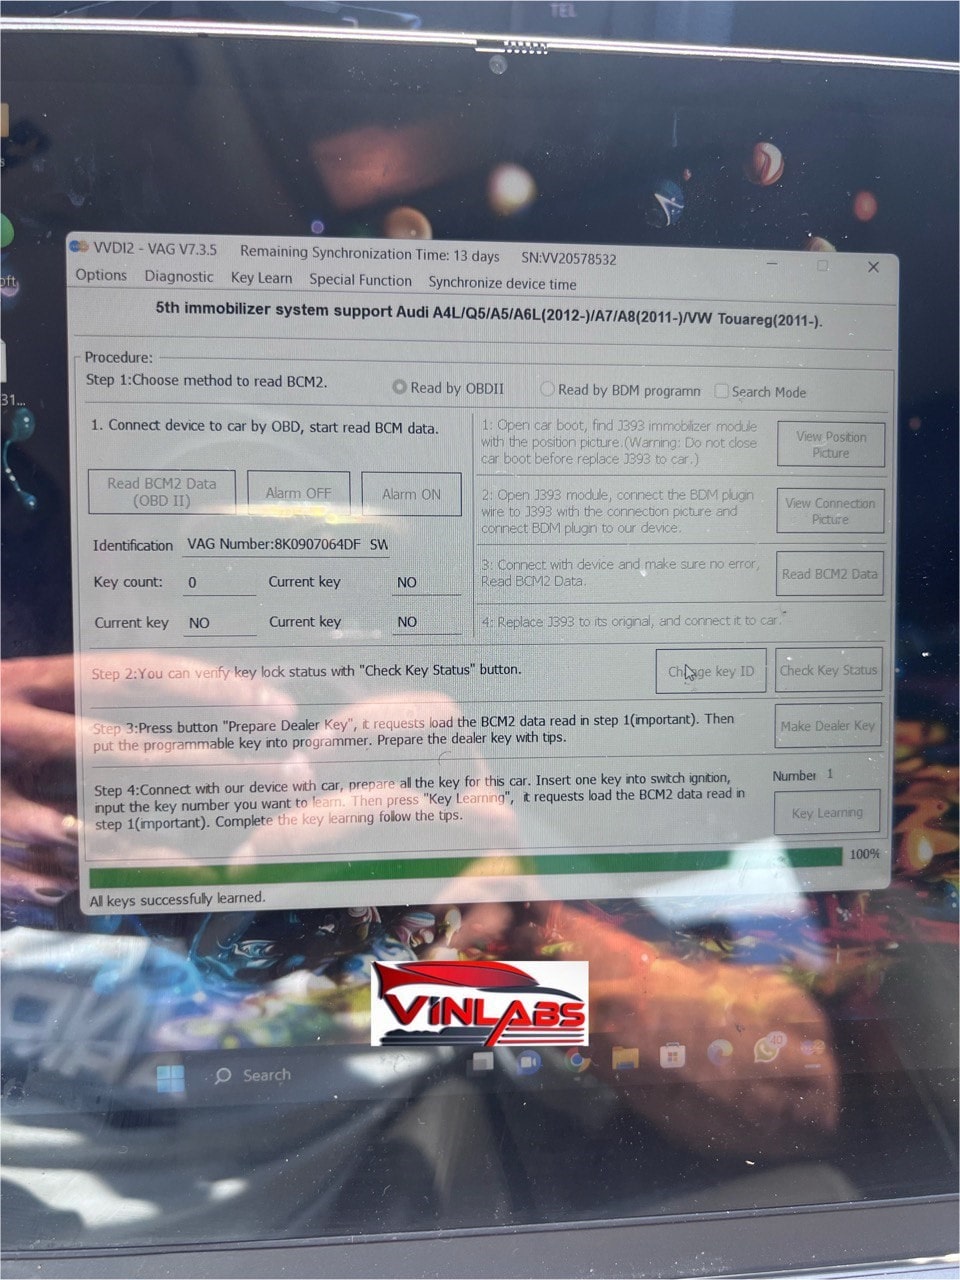 TEL
VVDI2 - VAG V7.3.5 Remaining Synchronization Time: 13 days SN:VV20578532
Options Diagnostic Key Learn Special Function Synchronize device time
5th immobilizer system support Audi A4L/Q5/A5/A6L(2012-)/A7/A8(2011-)/VW Touareg(2011-).
Procedure:
Step 1:Choose method to read BCM2. Read by OBDII Read by BDM programn Search Mode
1. Connect device to car by OBD, start read BCM data.
Read BCM2 Data
(OBD II)
Alarm OFF
Alarm ON
Identification VAG Number:8K0907064DF SW
Key count: 0 Current key NO
Current key NO Current key NO
1: Open car boot, find J393 immobilizer module
with the position picture.(Warning: Do not close
car boot before replace J393 to car.)
View Position
Picture
2: Open J393 module, connect the BDM plugin
wire to J393 with the connection picture and
connect BDM plugin to our device.
View Connection
Picture
3: Connect with device and make sure no error,
Read BCM2 Data.
Read BCM2 Data
4: Replace J393 to its original, and connect it to car.
Step 2:You can verify key lock status with "Check Key Status" button.
key ID
Check Key Status
Step 3:Press button "Prepare Dealer Key", it requests load the BCM2 data read in step 1(important). Then
put the programmable key into programmer. Prepare the dealer key with tips.
Make Dealer Key
Step 4:Connect with our device with car, prepare all the key for this car. Insert one key into switch ignition,
input the key number you want to learn. Then press "Key Learning", it requests load the BCM2 data read in
step 1(important). Complete the key learning follow the tips.
Number 1
Key Learning
100%
All keys successfully learned.
VINLABS
Search
40
oft
31...